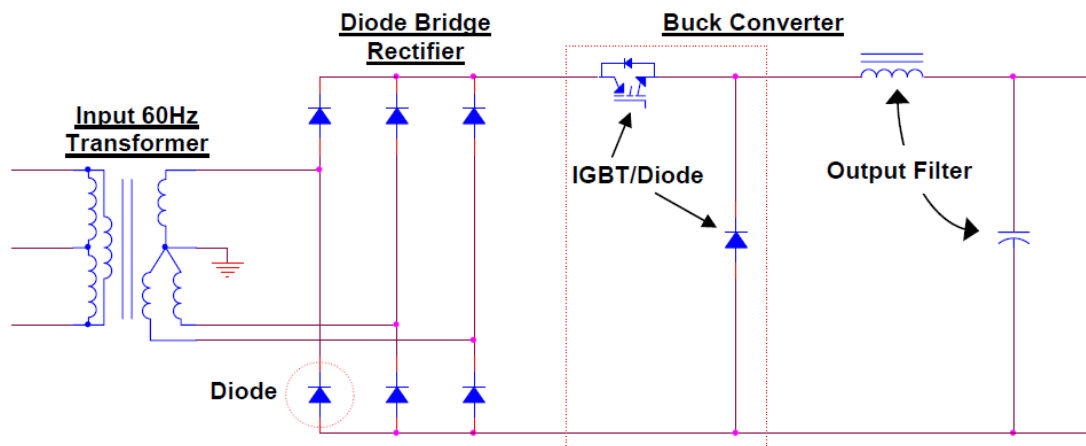 Diode Bridge
Rectifier
Buck Converter
Input 60Hz
Transformer
IGBT/Diode
Output Filter
Diode